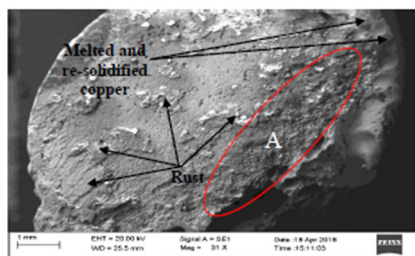 Melted and
re-solidified
copper
A
Rust
1 mm
EHT = 20.00 kV
WD = 25.5 mm
Signal A = SE1
Mag = 31 X
Date :18 Apr 2018
Time :15:11:03
ZEISS